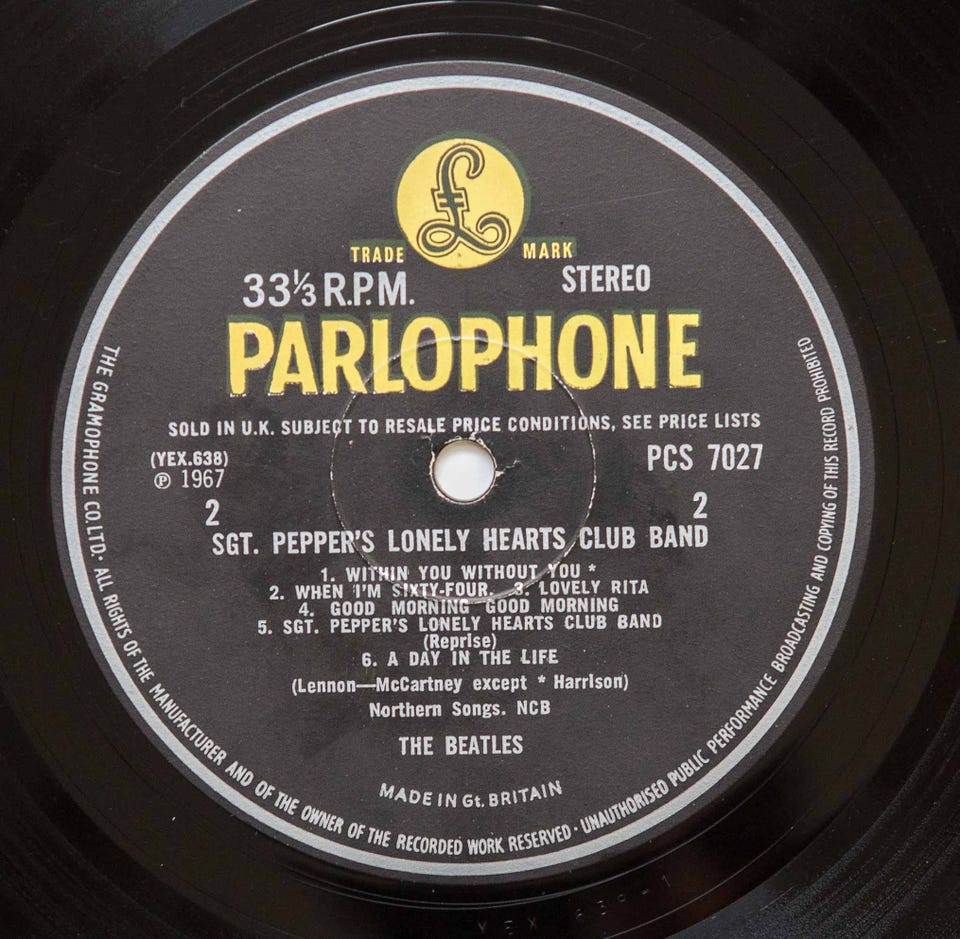 £
TRADE MARK
33⅓ R.P.M. STEREO
PARLOPHONE
SOLD IN U.K. SUBJECT TO RESALE PRICE CONDITIONS, SEE PRICE LISTS
(YEX.638) PCS 7027
℗ 1967
2 2
SGT. PEPPER'S LONELY HEARTS CLUB BAND
1. WITHIN YOU WITHOUT YOU *
2. WHEN I'M SIXTY-FOUR. 3. LOVELY RITA
4. GOOD MORNING GOOD MORNING
5. SGT. PEPPER'S LONELY HEARTS CLUB BAND
(Reprise)
6. A DAY IN THE LIFE
(Lennon—McCartney except * Harrison)
Northern Songs. NCB
THE BEATLES
MADE IN Gt. BRITAIN
THE GRAMOPHONE CO. LTD. ALL RIGHTS OF THE MANUFACTURER AND OF THE OWNER OF THE RECORDED WORK RESERVED · UNAUTHORISED PUBLIC PERFORMANCE BROADCASTING AND COPYING OF THIS RECORD PROHIBITED
YEX